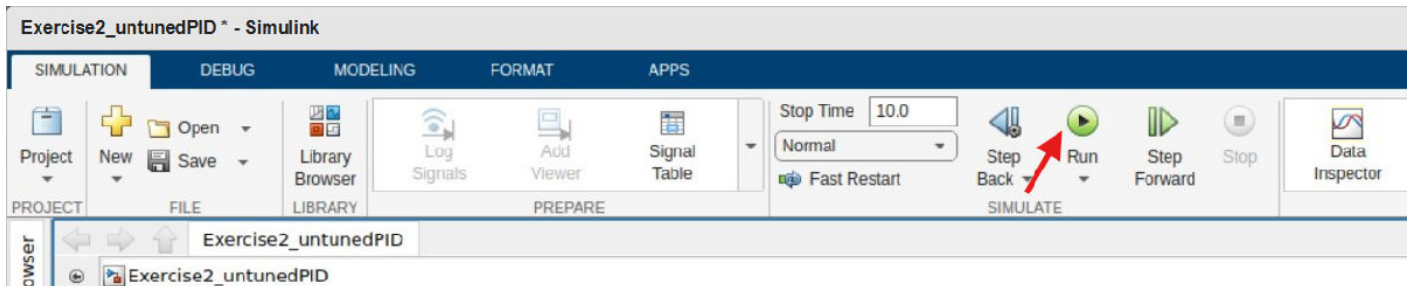 Exercise2_untunedPID * - Simulink
SIMULATION DEBUG MODELING FORMAT APPS
Project
New
Open
Save
Library
Browser
Log
Signals
Add
Viewer
Signal
Table
Stop Time 10.0
Normal
Fast Restart
Step
Back
Run
Step
Forward
Stop
Data
Inspector
PROJECT FILE LIBRARY PREPARE SIMULATE
Exercise2_untunedPID
Exercise2_untunedPID